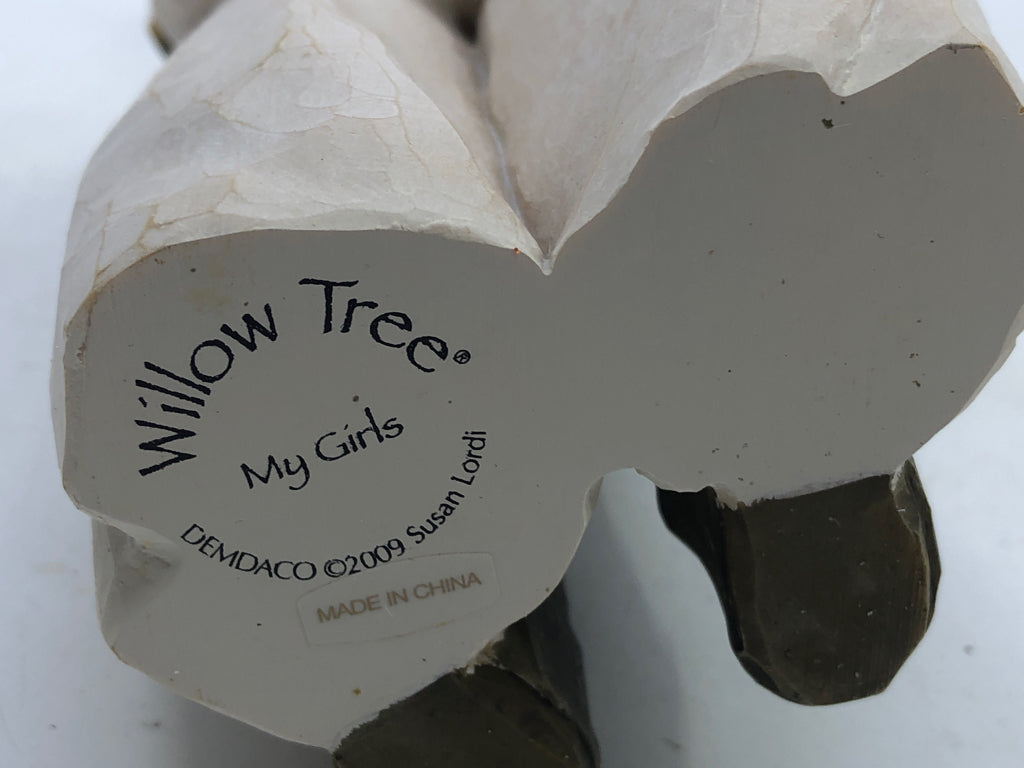 Willow Tree®
My Girls
DEMDACO ©2009 Susan Lordi
MADE IN CHINA